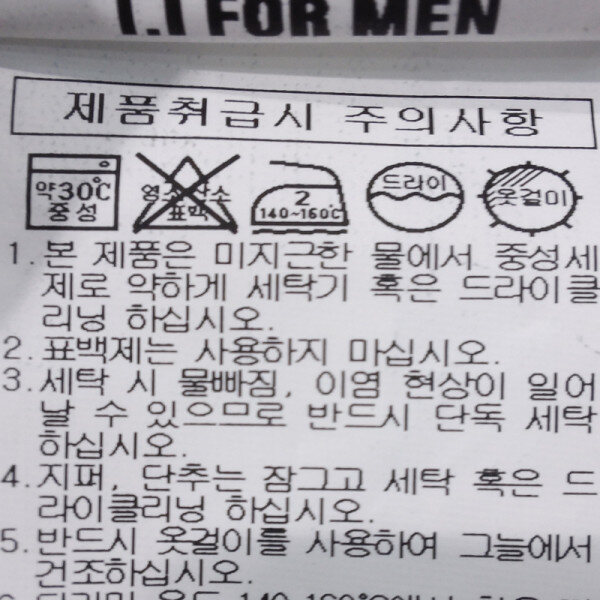 I.I FOR MEN
제품취급시 주의사항
약30℃
중성
염소산소
표백
2
140~160℃
드라이
옷걸이
1. 본 제품은 미지근한 물에서 중성세
제로 약하게 세탁기 혹은 드라이클
리닝 하십시오.
2. 표백제는 사용하지 마십시오.
3. 세탁 시 물빠짐, 이염 현상이 일어
날 수 있으므로 반드시 단독 세탁
하십시오.
4. 지퍼, 단추는 잠그고 세탁 혹은 드
라이클리닝 하십시오.
5. 반드시 옷걸이를 사용하여 그늘에서
건조하십시오.